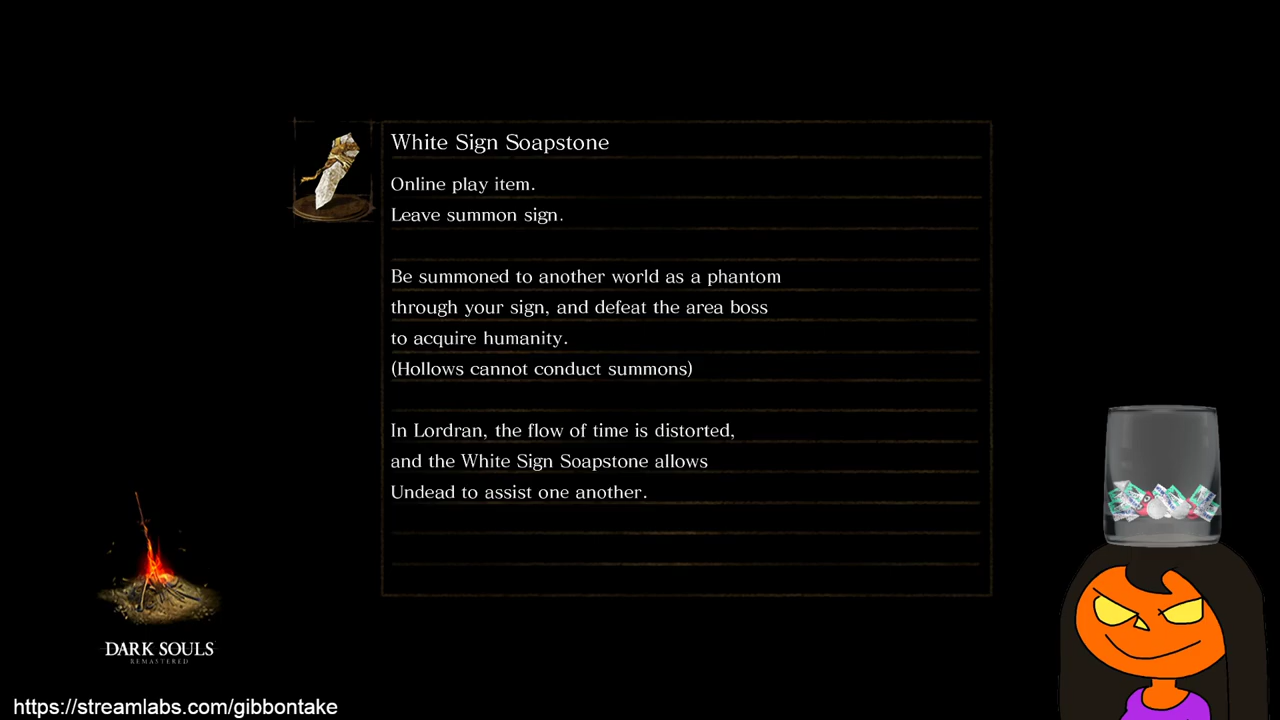 White Sign Soapstone
Online play item.
Leave summon sign.
Be summoned to another world as a phantom
through your sign, and defeat the area boss
to acquire humanity.
(Hollows cannot conduct summons)
In Lordran, the flow of time is distorted,
and the White Sign Soapstone allows
Undead to assist one another.
DARK SOULS
REMASTERED
https://streamlabs.com/gibbontake